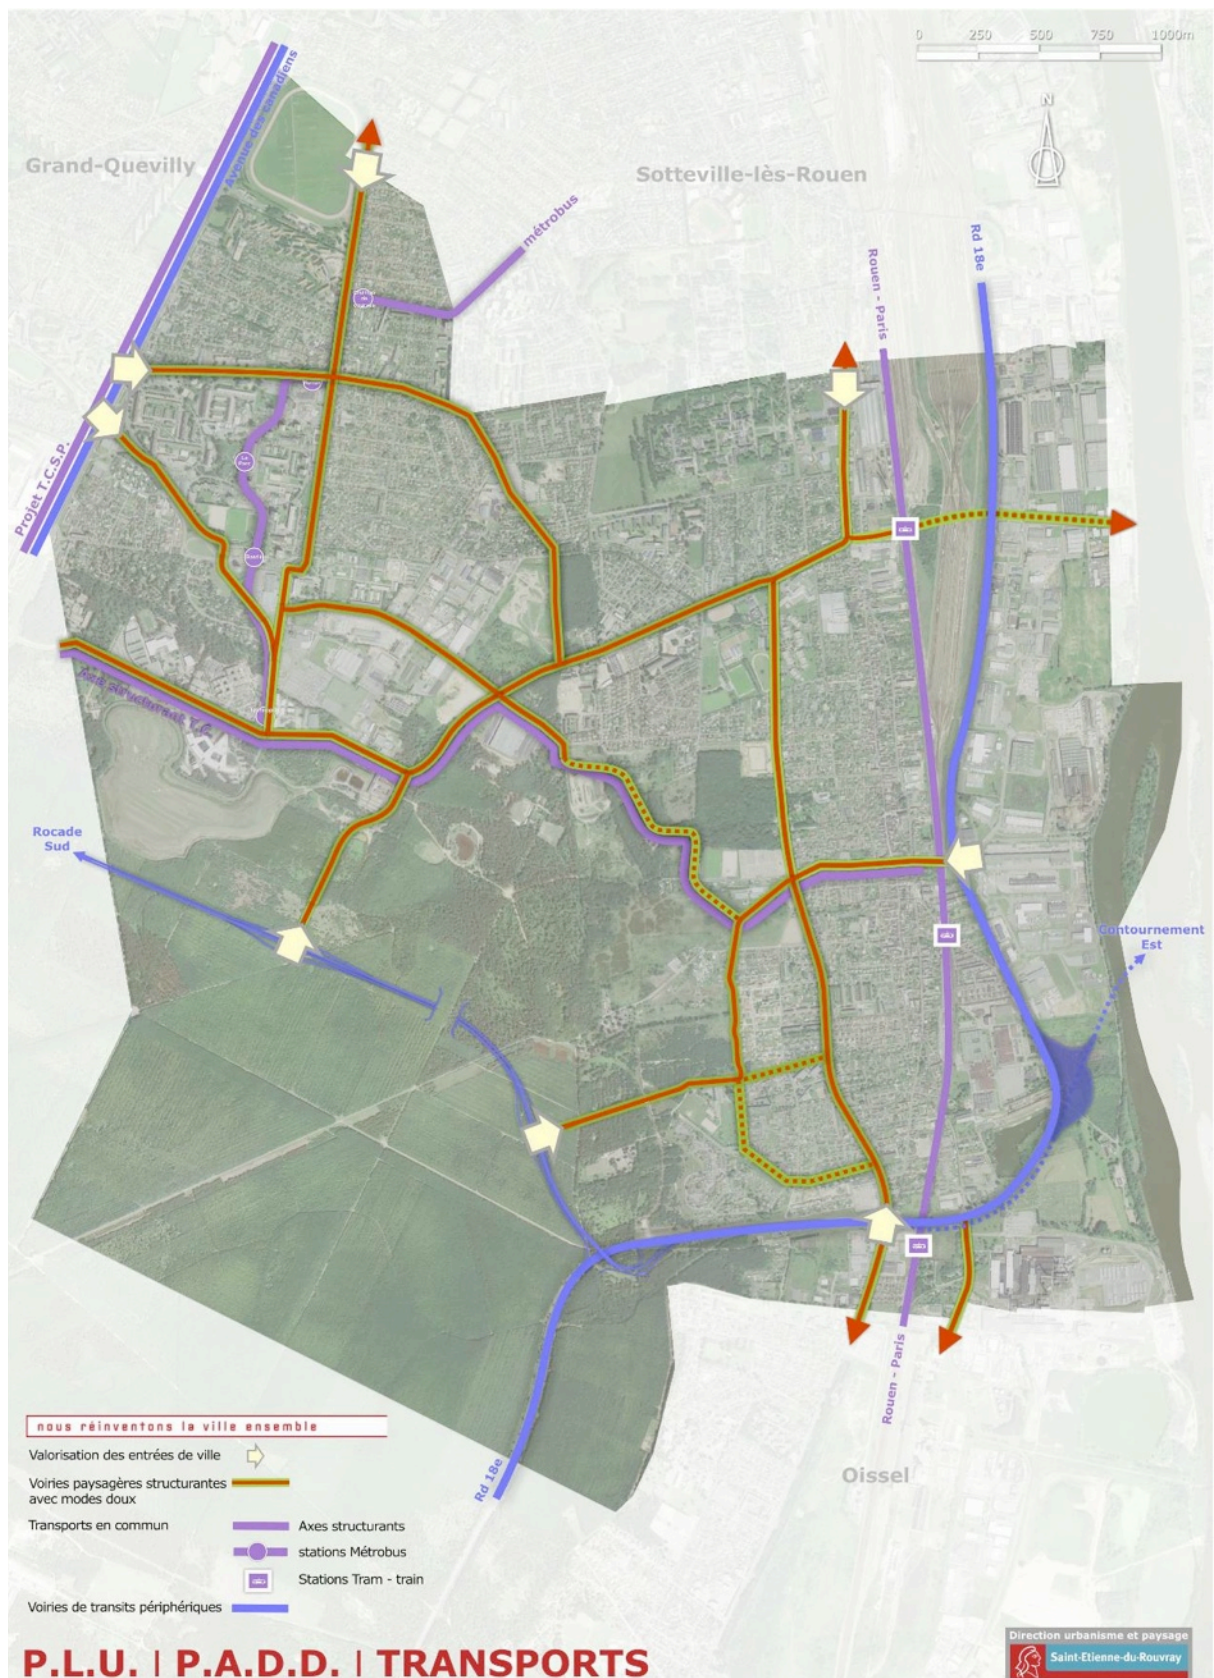 0 250 500 750 1000m
N
Avenue des canadiens
Grand-Quevilly
Sotteville-lès-Rouen
métrobus
Rouen - Paris
Rd 18e
Projet T.C.S.P.
Axe structurant T.C.
Rocade
Sud
Contournement
Est
Rouen - Paris
Rd 18e
Oissel
nous réinventons la ville ensemble
Valorisation des entrées de ville
Voiries paysagères structurantes
avec modes doux
Transports en commun
Axes structurants
stations Métrobus
Stations Tram - train
Voiries de transits périphériques
P.L.U. | P.A.D.D. | TRANSPORTS
Direction urbanisme et paysage
Saint-Etienne-du-Rouvray